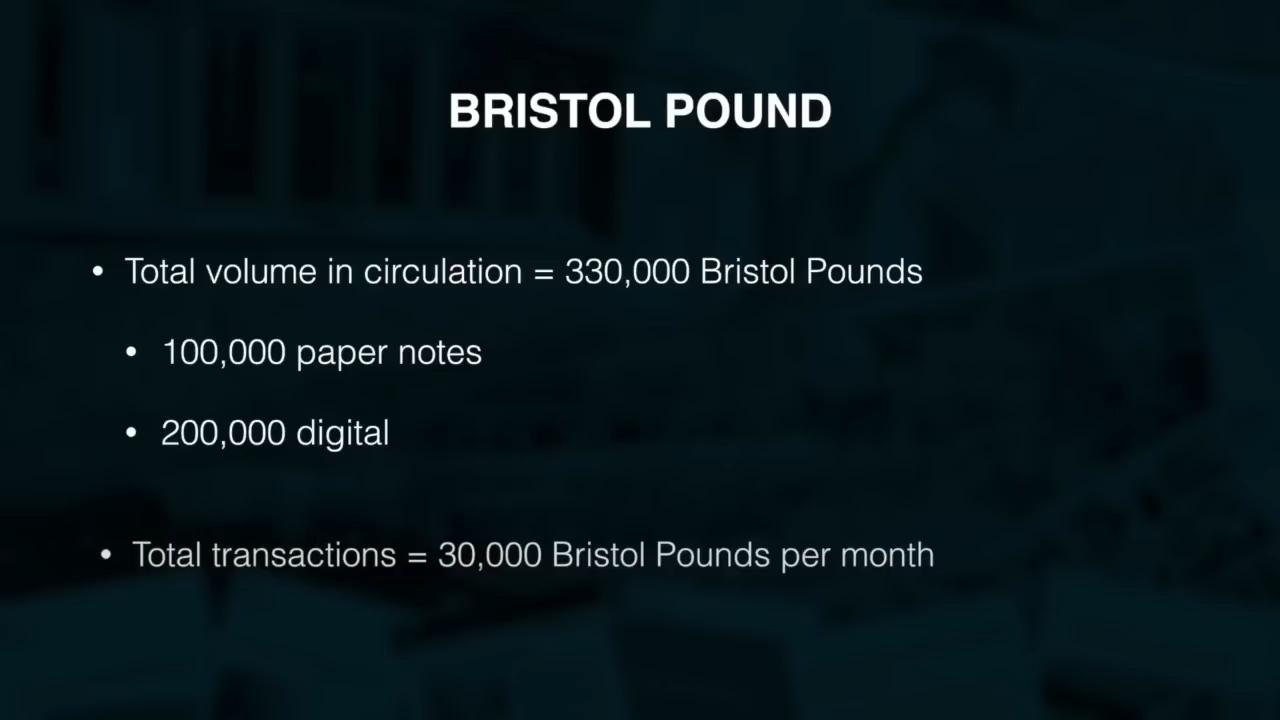 BRISTOL POUND
• Total volume in circulation = 330,000 Bristol Pounds
• 100,000 paper notes
• 200,000 digital
• Total transactions = 30,000 Bristol Pounds per month